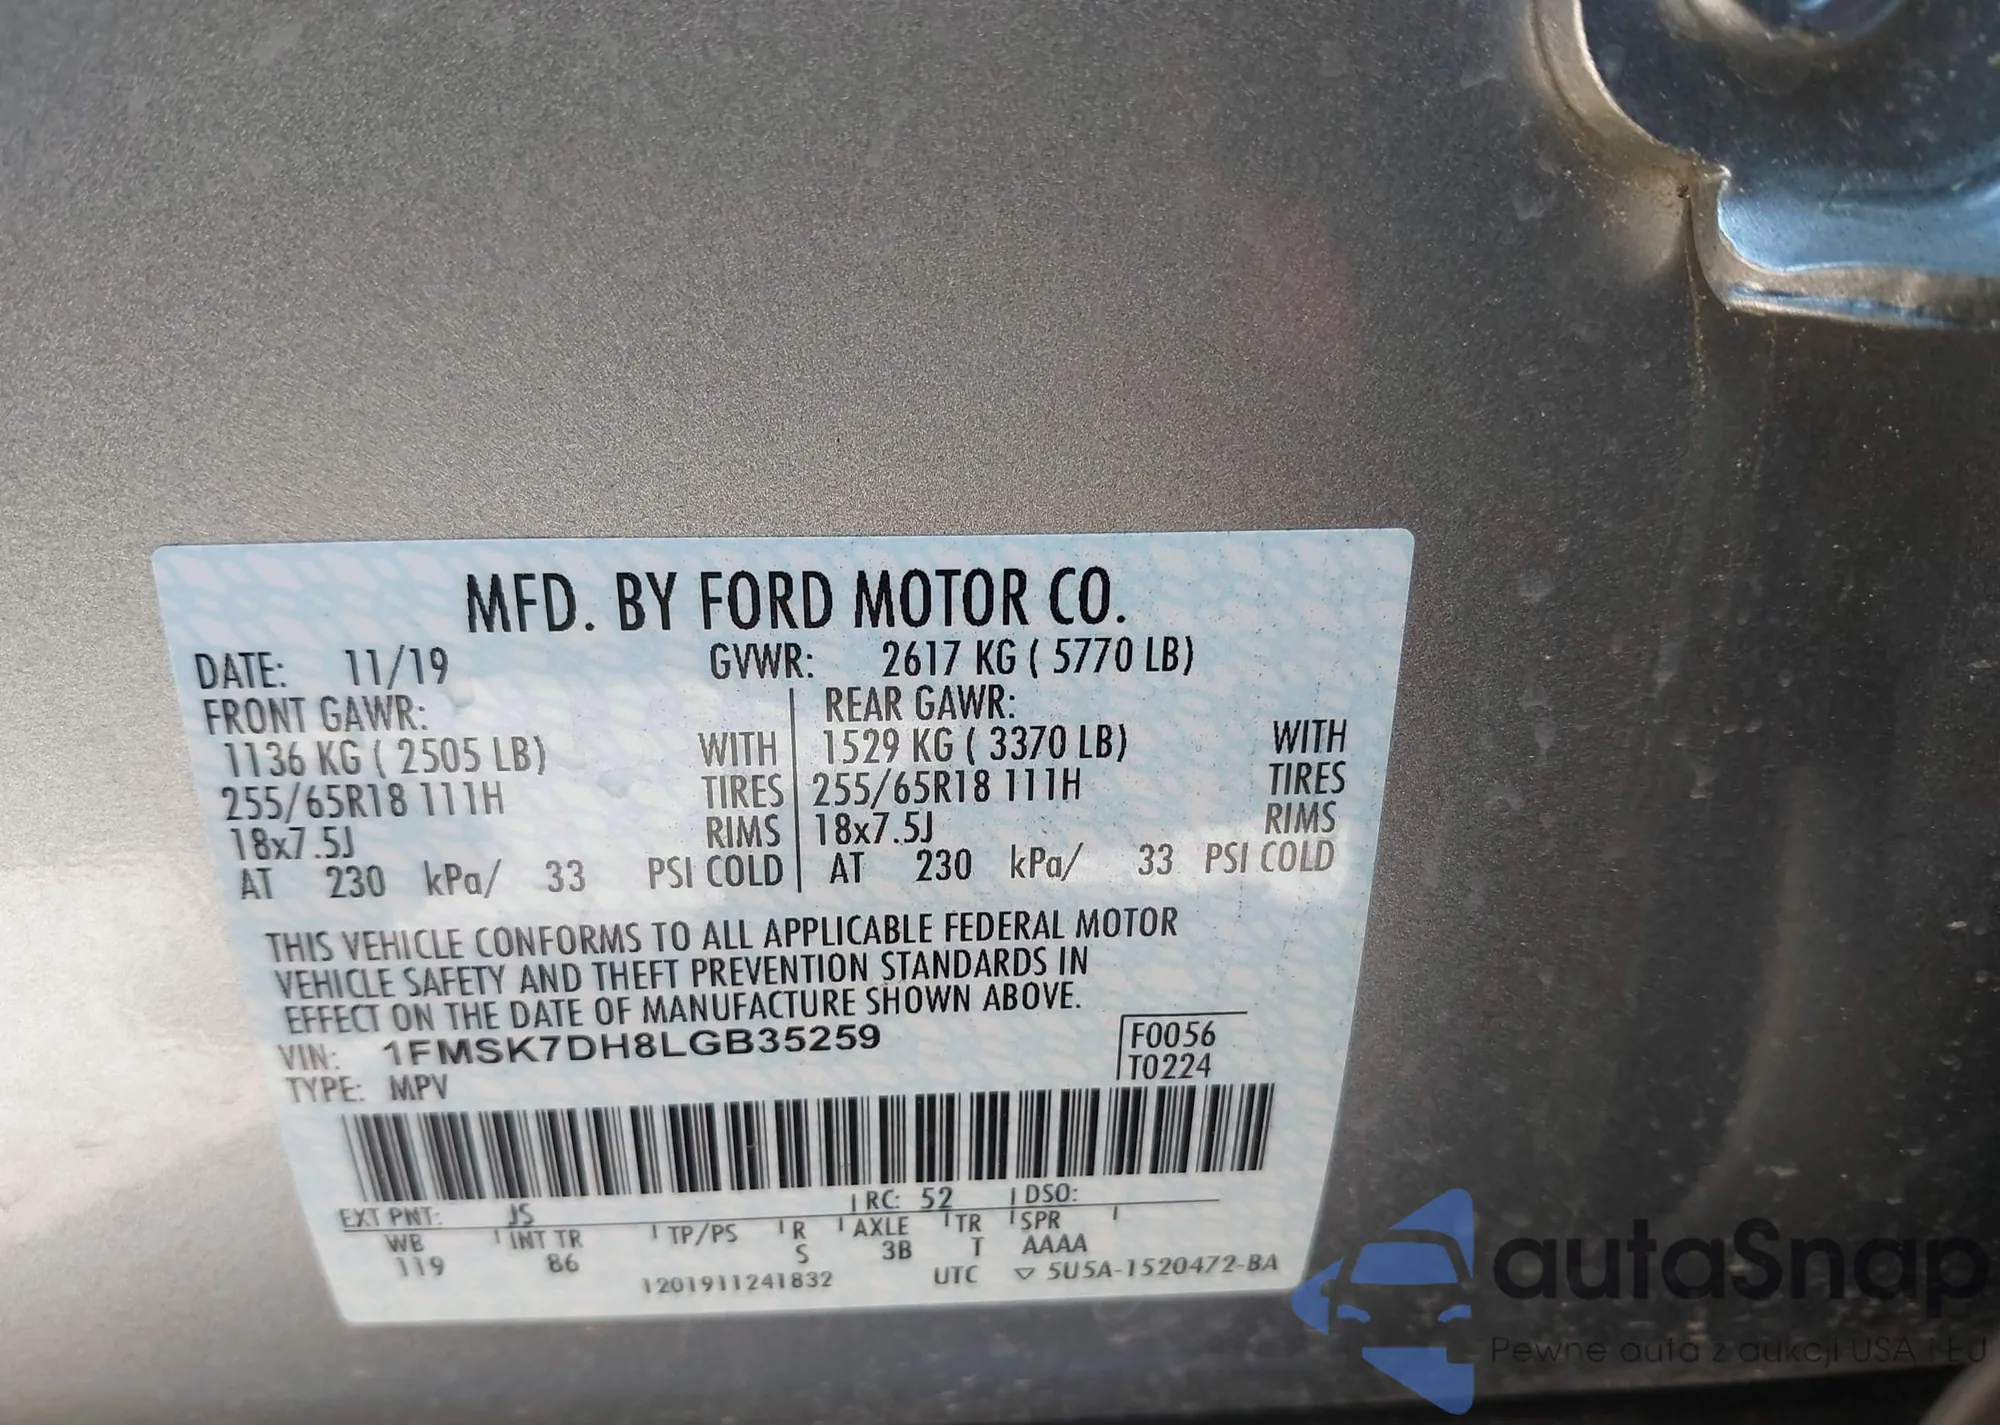 MFD. BY FORD MOTOR CO.
DATE: 11/19 GVWR: 2617 KG ( 5770 LB)
FRONT GAWR: REAR GAWR:
1136 KG ( 2505 LB) WITH 1529 KG ( 3370 LB) WITH
255/65R18 111H TIRES 255/65R18 111H TIRES
18x7.5J RIMS 18x7.5J RIMS
AT 230 kPa/ 33 PSI COLD AT 230 kPa/ 33 PSI COLD
THIS VEHICLE CONFORMS TO ALL APPLICABLE FEDERAL MOTOR
VEHICLE SAFETY AND THEFT PREVENTION STANDARDS IN
EFFECT ON THE DATE OF MANUFACTURE SHOWN ABOVE.
VIN: 1FMSK7DH8LGB35259 F0056
TYPE: MPV T0224
EXT PNT: JS RC: 52 DSO:
WB INT TR TP/PS R AXLE TR SPR
119 86 S 3B T AAAA
1201911241832 UTC ▽ 5U5A-1520472-BA
autaSnap
Pewne auta z aukcji USA i EU